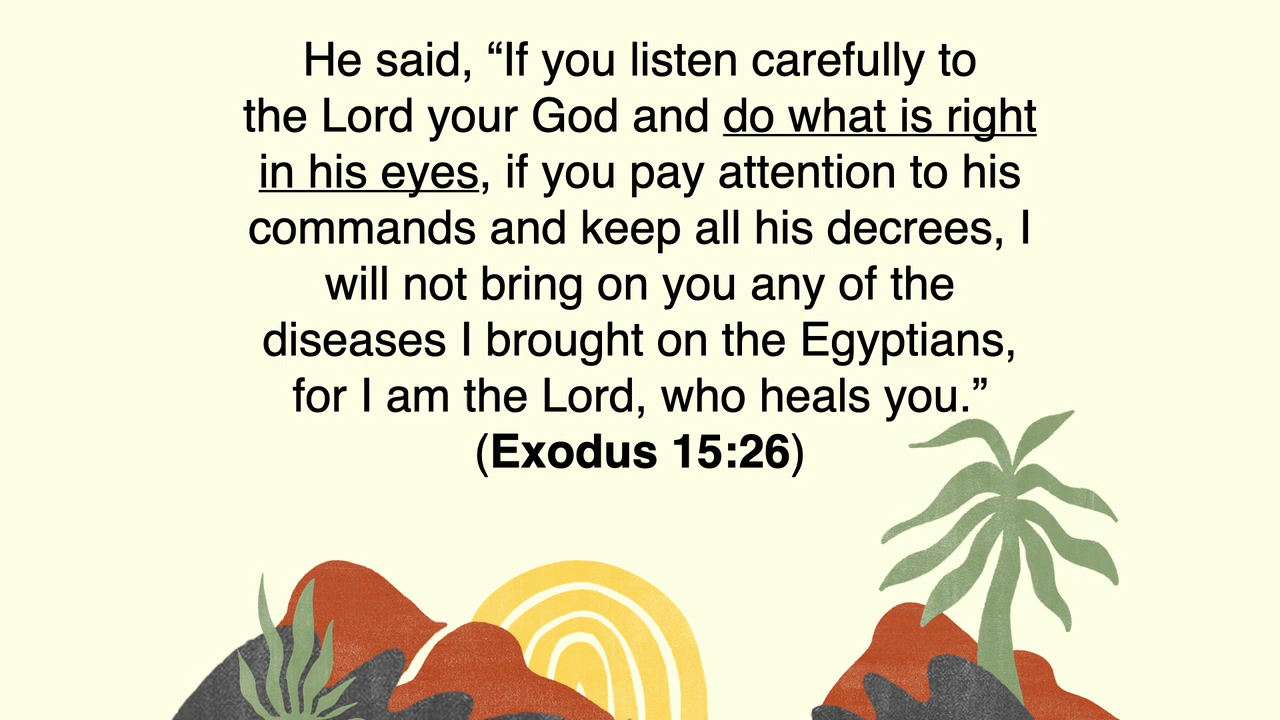 He said, “If you listen carefully to
the Lord your God and do what is right
in his eyes, if you pay attention to his
commands and keep all his decrees, I
will not bring on you any of the
diseases I brought on the Egyptians,
for I am the Lord, who heals you.”
(Exodus 15:26)